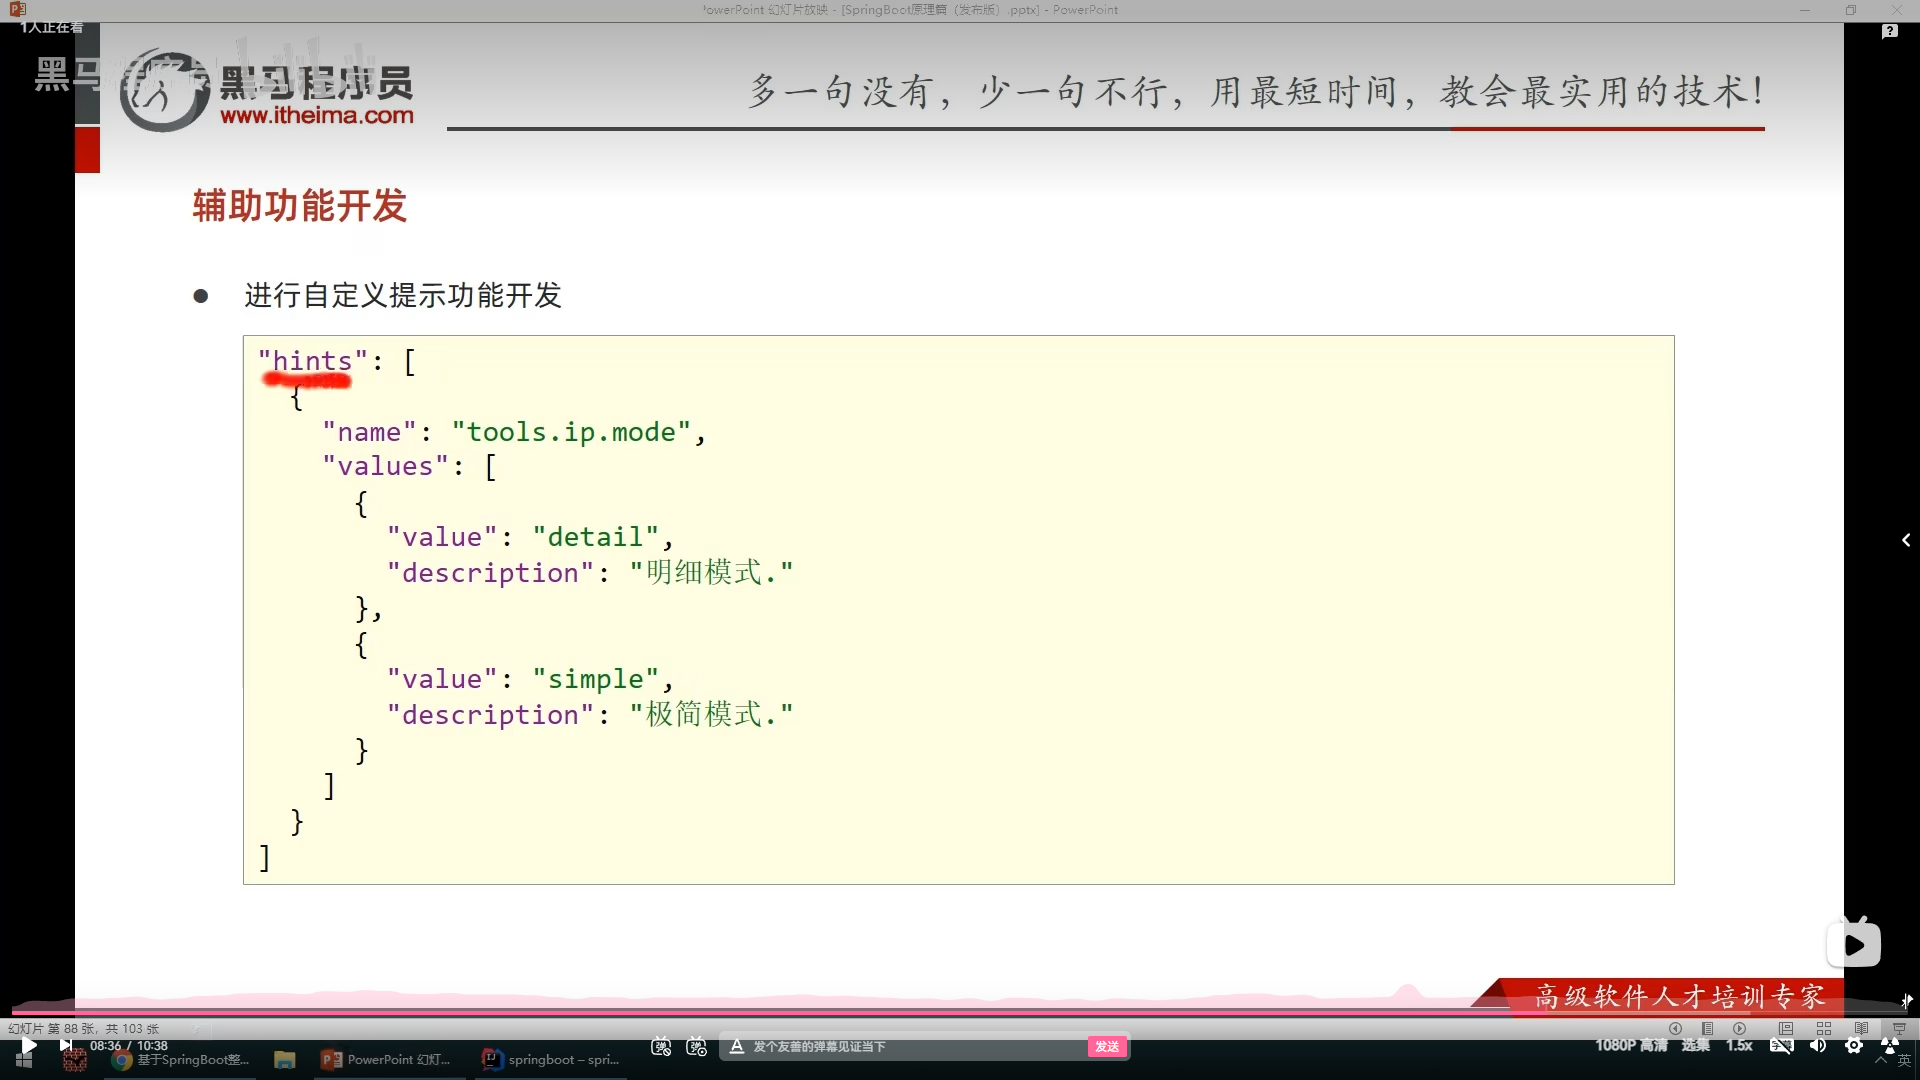 PowerPoint 幻灯片放映 - [SpringBoot原理篇（发布版）.pptx] - PowerPoint
1人正在看
黑马程序员
www.itheima.com
多一句没有，少一句不行，用最短时间，教会最实用的技术！
辅助功能开发
● 进行自定义提示功能开发
"hints": [
{
"name": "tools.ip.mode",
"values": [
{
"value": "detail",
"description": "明细模式."
},
{
"value": "simple",
"description": "极简模式."
}
]
}
]
高级软件人才培训专家
幻灯片 第 88 张，共 103 张
08:36 / 10:38
弹
弹
A 发个友善的弹幕见证当下
发送
1080P 高清
选集
1.5x
基于SpringBoot整...
PowerPoint 幻灯...
springboot – spri...
英